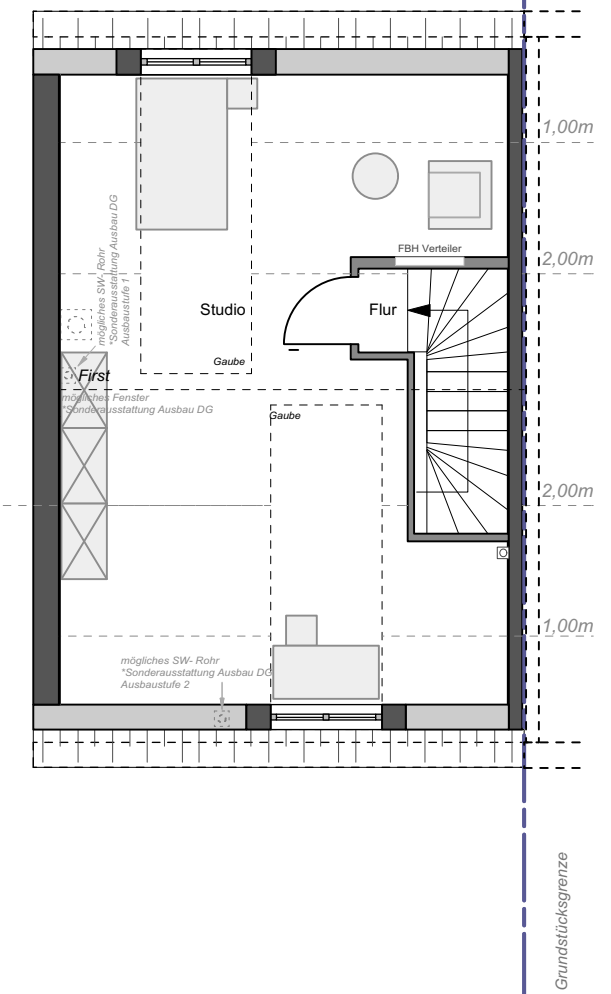 1,00m
FBH Verteiler
2,00m
mögliches SW- Rohr
*Sonderausstattung Ausbau DG
Ausbaustufe 1
Studio
Flur
Gaube
First
mögliches Fenster
*Sonderausstattung Ausbau DG
Gaube
2,00m
1,00m
mögliches SW- Rohr
*Sonderausstattung Ausbau DG
Ausbaustufe 2
Grundstücksgrenze